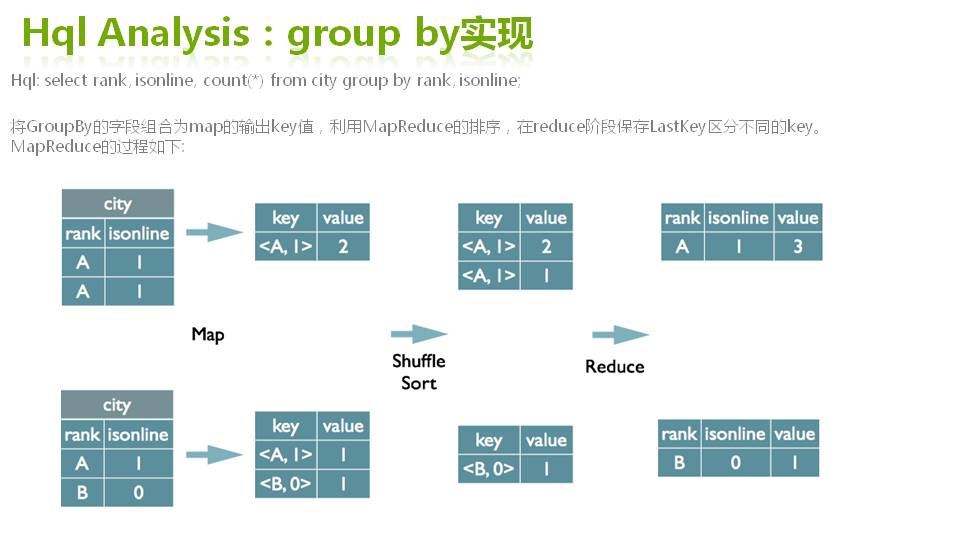 Hql Analysis：group by实现
Hql: select rank, isonline, count(*) from city group by rank, isonline;
将GroupBy的字段组合为map的输出key值，利用MapReduce的排序，在reduce阶段保存LastKey区分不同的key。
MapReduce的过程如下:
city
rank isonline
A 1
A 1
key value
<A, 1> 2
key value
<A, 1> 2
<A, 1> 1
rank isonline value
A 1 3
Map
Shuffle
Sort
Reduce
city
rank isonline
A 1
B 0
key value
<A, 1> 1
<B, 0> 1
key value
<B, 0> 1
rank isonline value
B 0 1